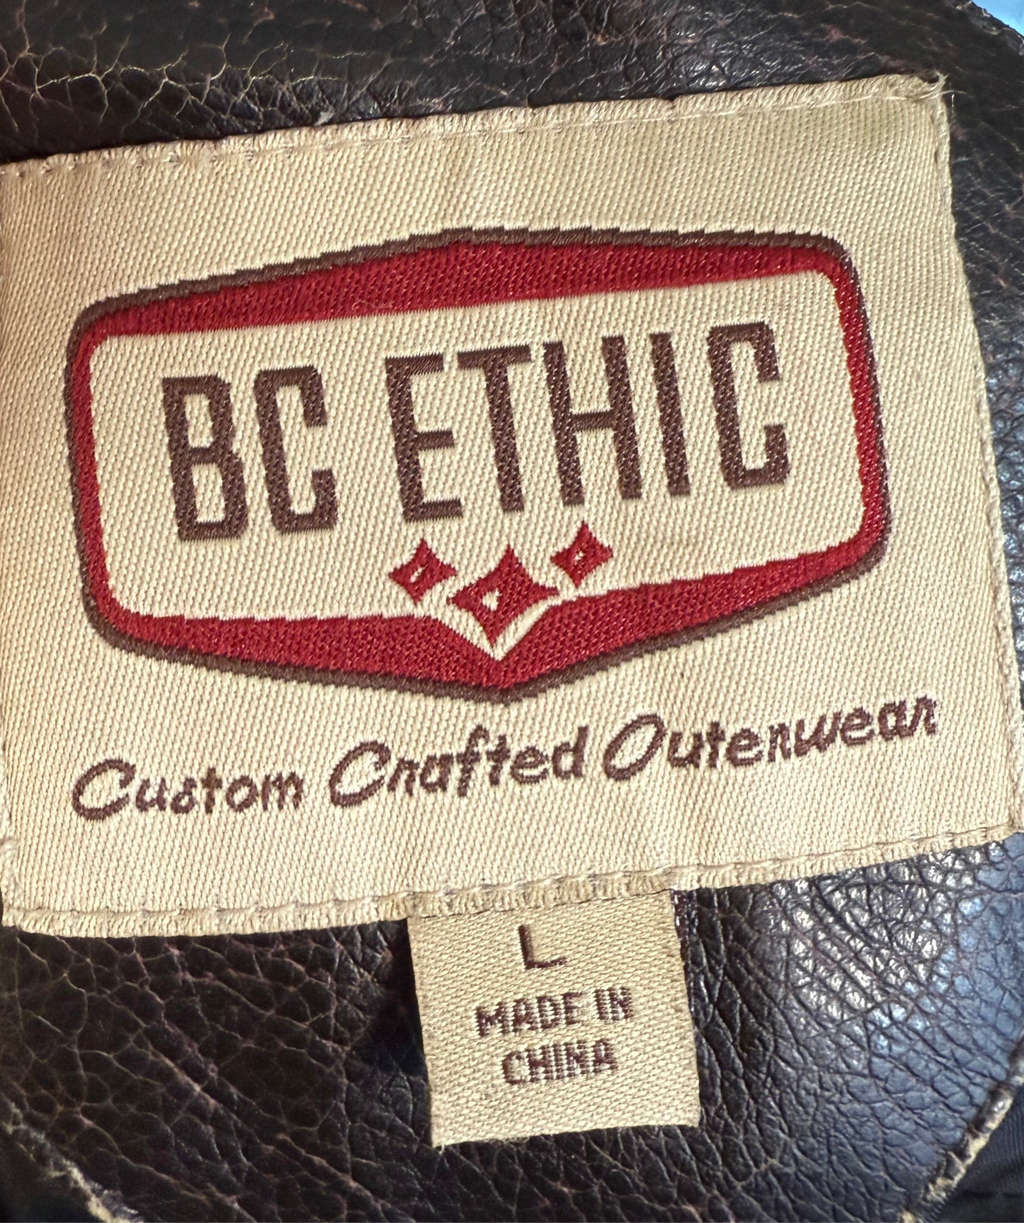 BC ETHIC
Custom Crafted Outerwear
L
MADE IN
CHINA